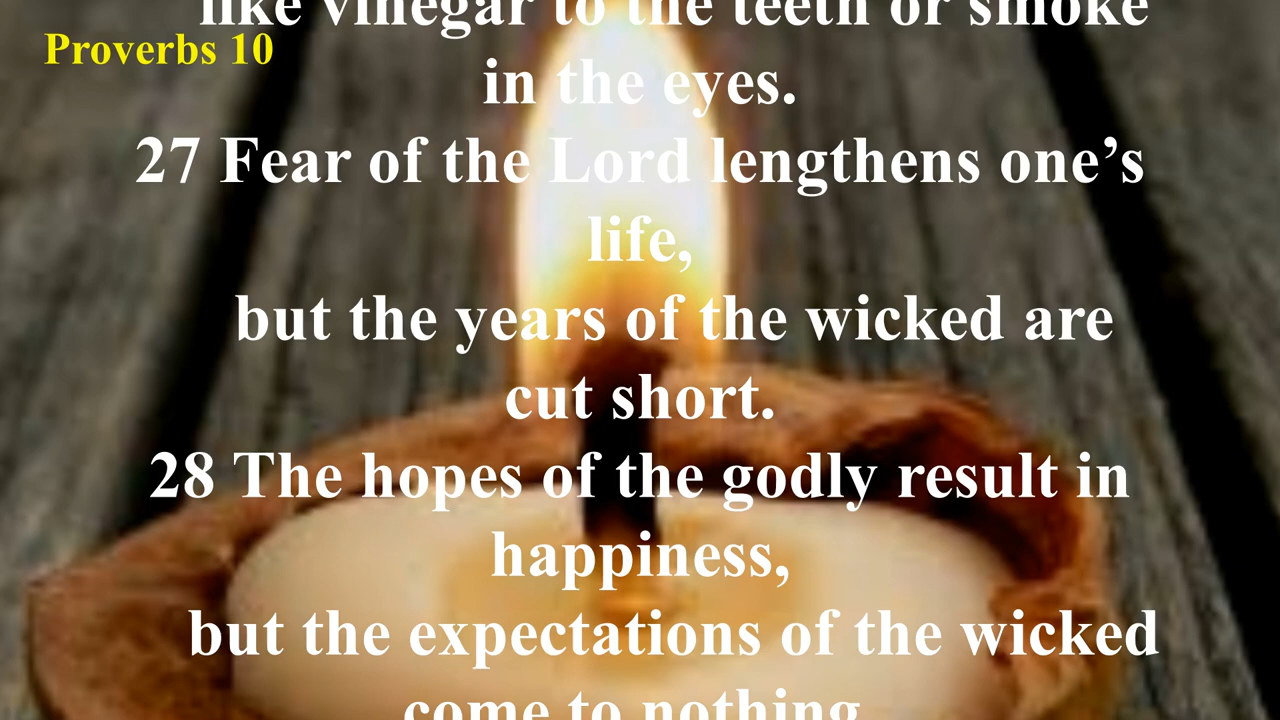 like vinegar to the teeth or smoke
Proverbs 10
in the eyes.
27 Fear of the Lord lengthens one’s
life,
but the years of the wicked are
cut short.
28 The hopes of the godly result in
happiness,
but the expectations of the wicked
come to nothing